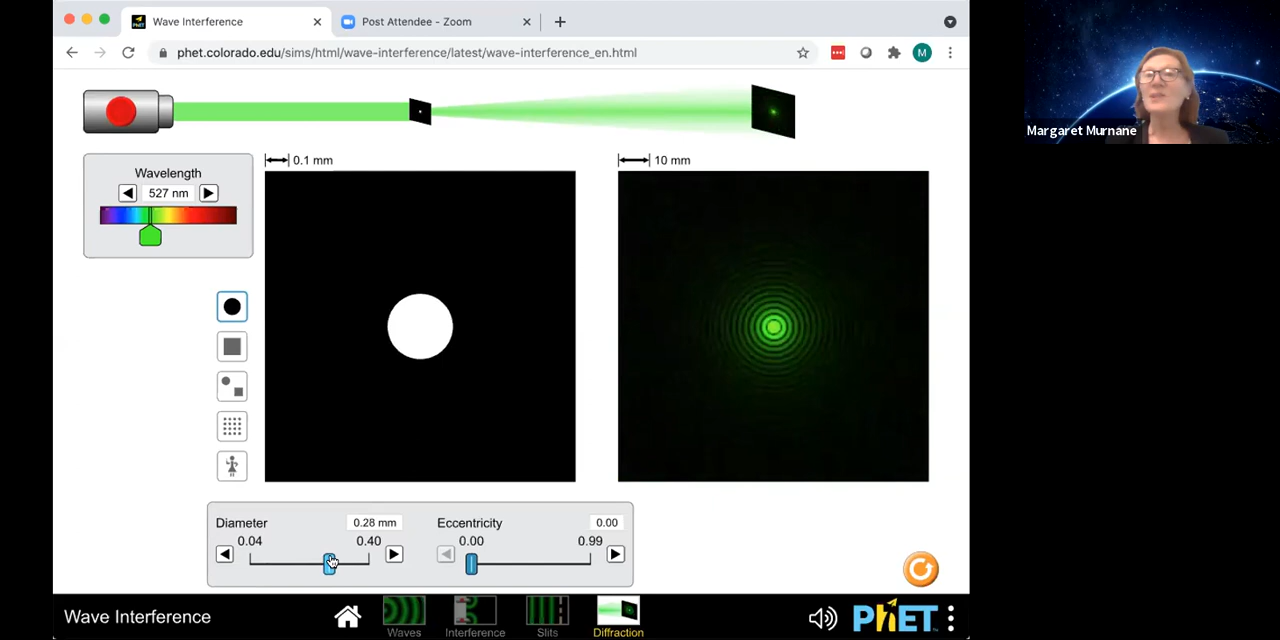 Wave Interference
Post Attendee - Zoom
phet.colorado.edu/sims/html/wave-interference/latest/wave-interference_en.html
M
Margaret Murnane
0.1 mm
10 mm
Wavelength
527 nm
Diameter
0.28 mm
0.04
0.40
Eccentricity
0.00
0.00
0.99
Wave Interference
Waves
Interference
Slits
Diffraction
PhET